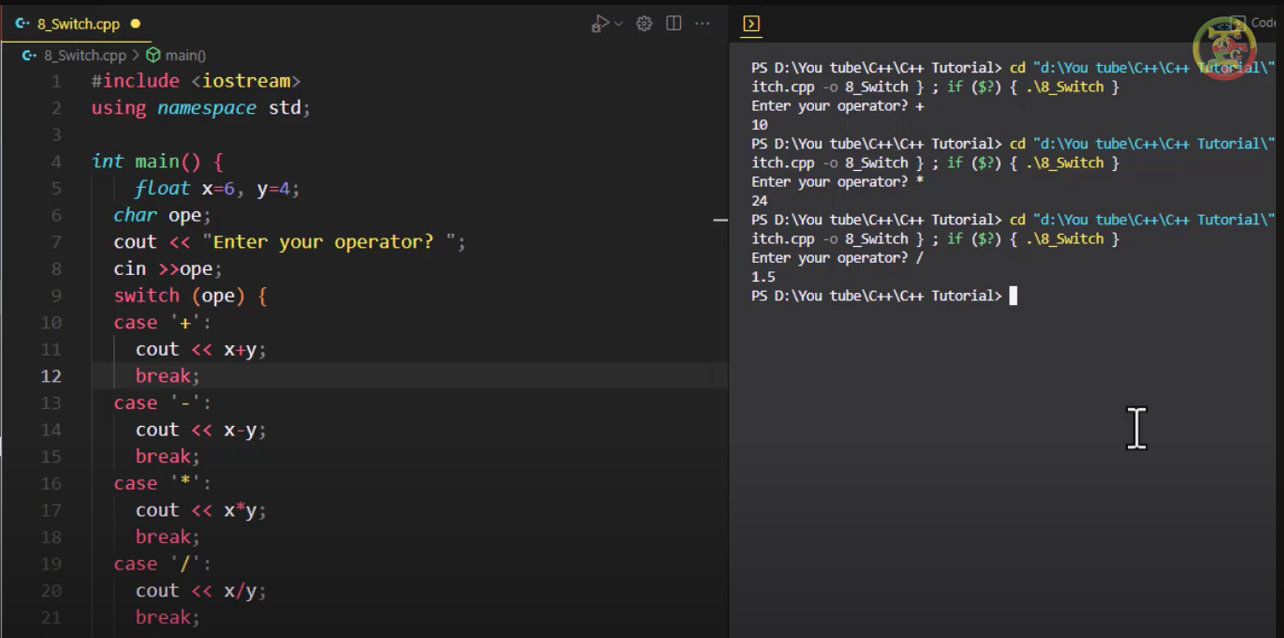 8_Switch.cpp
8_Switch.cpp > main()
1 #include <iostream>
2 using namespace std;
3
4 int main() {
5 float x=6, y=4;
6 char ope;
7 cout << "Enter your operator? ";
8 cin >>ope;
9 switch (ope) {
10 case '+':
11 cout << x+y;
12 break;
13 case '-':
14 cout << x-y;
15 break;
16 case '*':
17 cout << x*y;
18 break;
19 case '/':
20 cout << x/y;
21 break;
Code
PS D:\You tube\C++\C++ Tutorial> cd "d:\You tube\C++\C++ Tutorial\"
itch.cpp -o 8_Switch } ; if ($?) { .\8_Switch }
Enter your operator? +
10
PS D:\You tube\C++\C++ Tutorial> cd "d:\You tube\C++\C++ Tutorial\"
itch.cpp -o 8_Switch } ; if ($?) { .\8_Switch }
Enter your operator? *
24
PS D:\You tube\C++\C++ Tutorial> cd "d:\You tube\C++\C++ Tutorial\"
itch.cpp -o 8_Switch } ; if ($?) { .\8_Switch }
Enter your operator? /
1.5
PS D:\You tube\C++\C++ Tutorial>